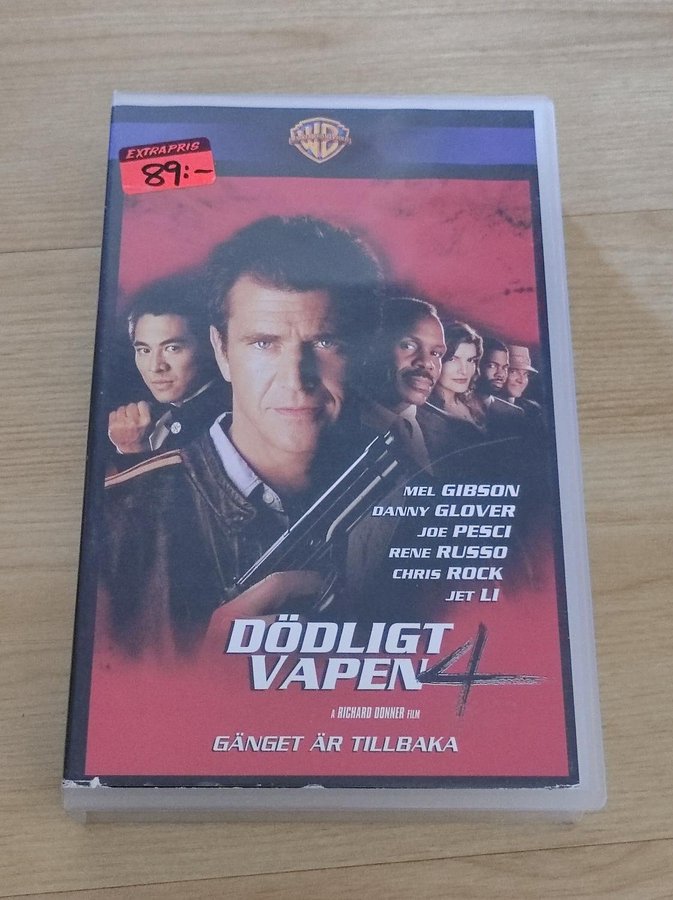 EXTRAPRIS
89:-
WB
MEL GIBSON
DANNY GLOVER
JOE PESCI
RENE RUSSO
CHRIS ROCK
JET LI
DÖDLIGT
VAPEN 4
A RICHARD DONNER FILM
GÄNGET ÄR TILLBAKA